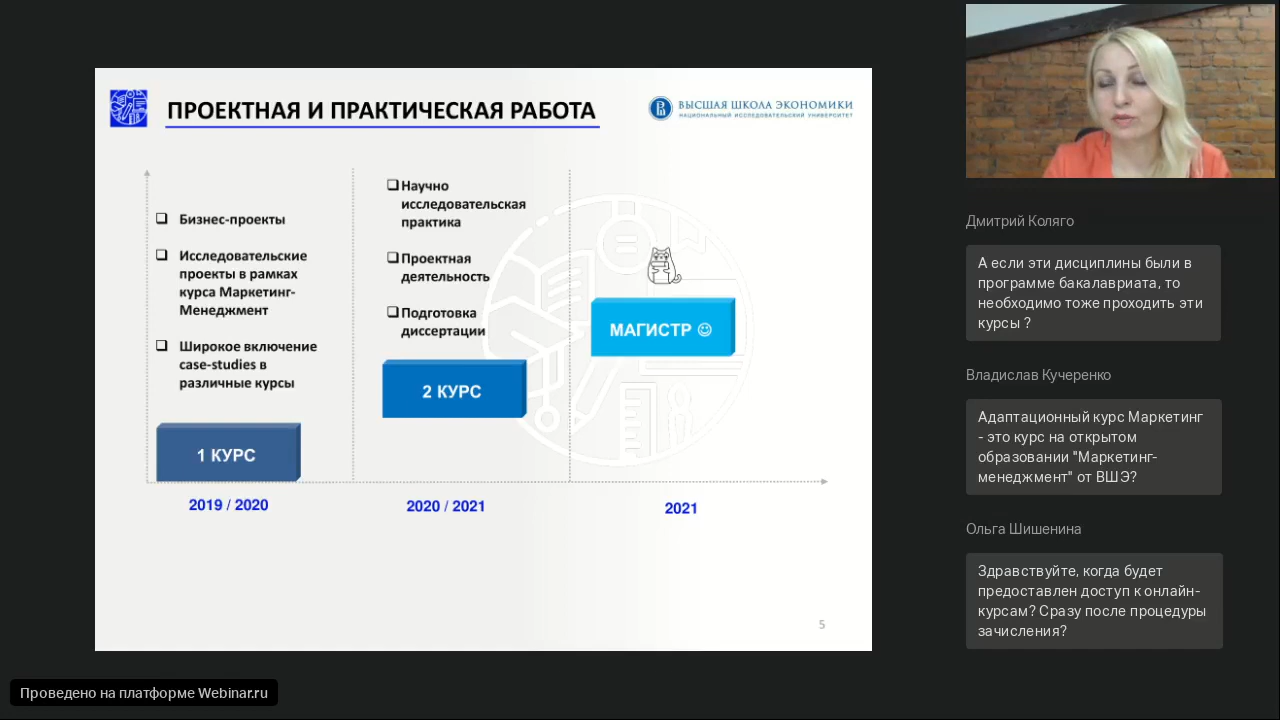 ПРОЕКТНАЯ И ПРАКТИЧЕСКАЯ РАБОТА
ВЫСШАЯ ШКОЛА ЭКОНОМИКИ
НАЦИОНАЛЬНЫЙ ИССЛЕДОВАТЕЛЬСКИЙ УНИВЕРСИТЕТ
Бизнес-проекты
Исследовательские
проекты в рамках
курса Маркетинг-
Менеджмент
Широкое включение
case-studies в
различные курсы
1 КУРС
2019 / 2020
Научно
исследовательская
практика
Проектная
деятельность
Подготовка
диссертации
2 КУРС
2020 / 2021
МАГИСТР ☺
2021
5
Дмитрий Коляго
А если эти дисциплины были в
программе бакалавриата, то
необходимо тоже проходить эти
курсы ?
Владислав Кучеренко
Адаптационный курс Маркетинг
- это курс на открытом
образовании "Маркетинг-
менеджмент" от ВШЭ?
Ольга Шишенина
Здравствуйте, когда будет
предоставлен доступ к онлайн-
курсам? Сразу после процедуры
зачисления?
Проведено на платформе Webinar.ru